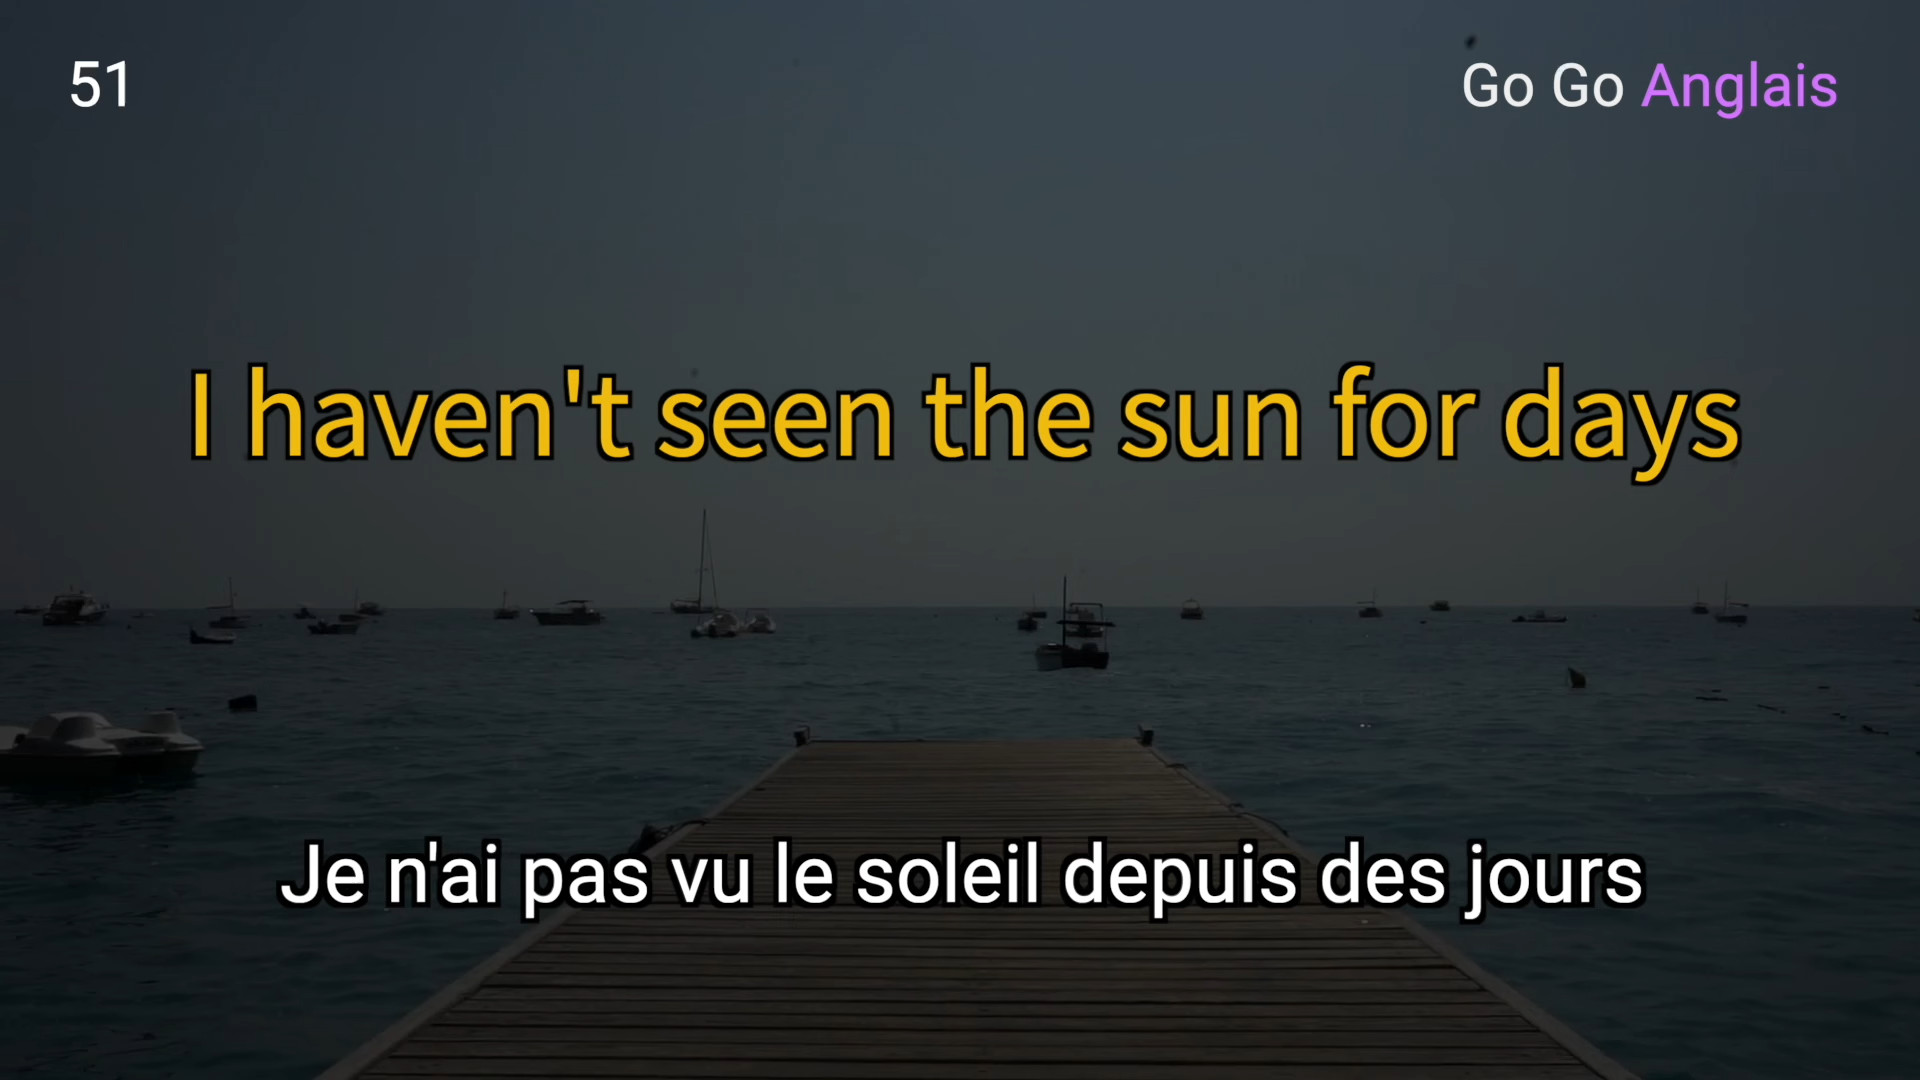 51
Go Go Anglais
I haven't seen the sun for days
Je n'ai pas vu le soleil depuis des jours